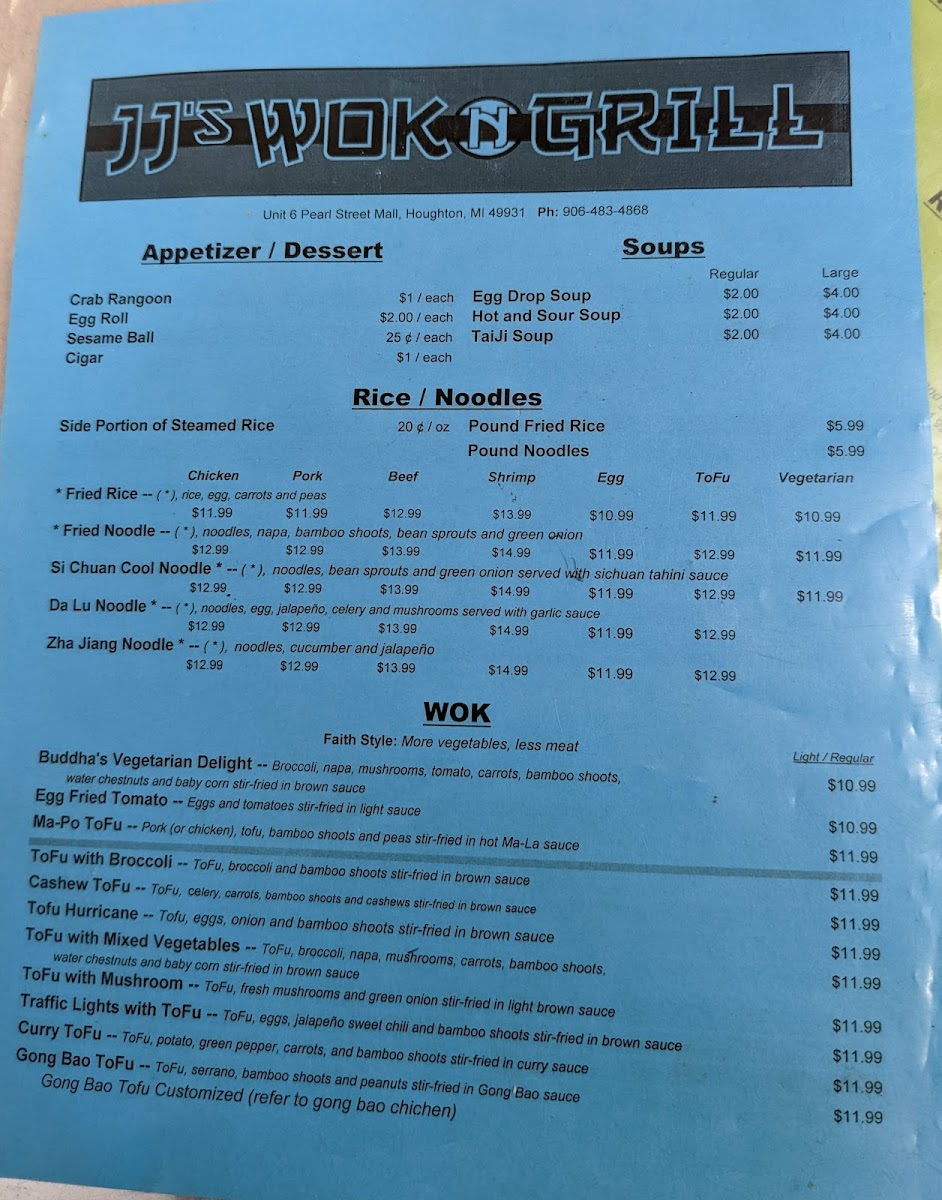 JJ'S WOK N GRILL
Unit 6 Pearl Street Mall, Houghton, MI 49931 Ph: 906-483-4868
Appetizer / Dessert
Crab Rangoon $1 / each
Egg Roll $2.00 / each
Sesame Ball 25 ¢ / each
Cigar $1 / each
Soups
Regular Large
Egg Drop Soup $2.00 $4.00
Hot and Sour Soup $2.00 $4.00
TaiJi Soup $2.00 $4.00
Rice / Noodles
Side Portion of Steamed Rice 20 ¢ / oz Pound Fried Rice $5.99
Pound Noodles $5.99
Chicken Pork Beef Shrimp Egg ToFu Vegetarian
* Fried Rice -- ( * ), rice, egg, carrots and peas
$11.99 $11.99 $12.99 $13.99 $10.99 $11.99 $10.99
* Fried Noodle -- ( * ), noodles, napa, bamboo shoots, bean sprouts and green onion
$12.99 $12.99 $13.99 $14.99 $11.99 $12.99 $11.99
Si Chuan Cool Noodle * -- ( * ), noodles, bean sprouts and green onion served with sichuan tahini sauce
$12.99 $12.99 $13.99 $14.99 $11.99 $12.99 $11.99
Da Lu Noodle * -- ( * ), noodles, egg, jalapeño, celery and mushrooms served with garlic sauce
$12.99 $12.99 $13.99 $14.99 $11.99 $12.99
Zha Jiang Noodle * -- ( * ), noodles, cucumber and jalapeño
$12.99 $12.99 $13.99 $14.99 $11.99 $12.99
WOK
Faith Style: More vegetables, less meat
Light / Regular
Buddha's Vegetarian Delight -- Broccoli, napa, mushrooms, tomato, carrots, bamboo shoots,
water chestnuts and baby corn stir-fried in brown sauce $10.99
Egg Fried Tomato -- Eggs and tomatoes stir-fried in light sauce $10.99
Ma-Po ToFu -- Pork (or chicken), tofu, bamboo shoots and peas stir-fried in hot Ma-La sauce $11.99
ToFu with Broccoli -- ToFu, broccoli and bamboo shoots stir-fried in brown sauce $11.99
Cashew ToFu -- ToFu, celery, carrots, bamboo shoots and cashews stir-fried in brown sauce $11.99
Tofu Hurricane -- Tofu, eggs, onion and bamboo shoots stir-fried in brown sauce $11.99
ToFu with Mixed Vegetables -- ToFu, broccoli, napa, mushrooms, carrots, bamboo shoots,
water chestnuts and baby corn stir-fried in brown sauce $11.99
ToFu with Mushroom -- ToFu, fresh mushrooms and green onion stir-fried in light brown sauce $11.99
Traffic Lights with ToFu -- ToFu, eggs, jalapeño sweet chili and bamboo shoots stir-fried in brown sauce $11.99
Curry ToFu -- ToFu, potato, green pepper, carrots, and bamboo shoots stir-fried in curry sauce $11.99
Gong Bao ToFu -- ToFu, serrano, bamboo shoots and peanuts stir-fried in Gong Bao sauce $11.99
Gong Bao Tofu Customized (refer to gong bao chichen)